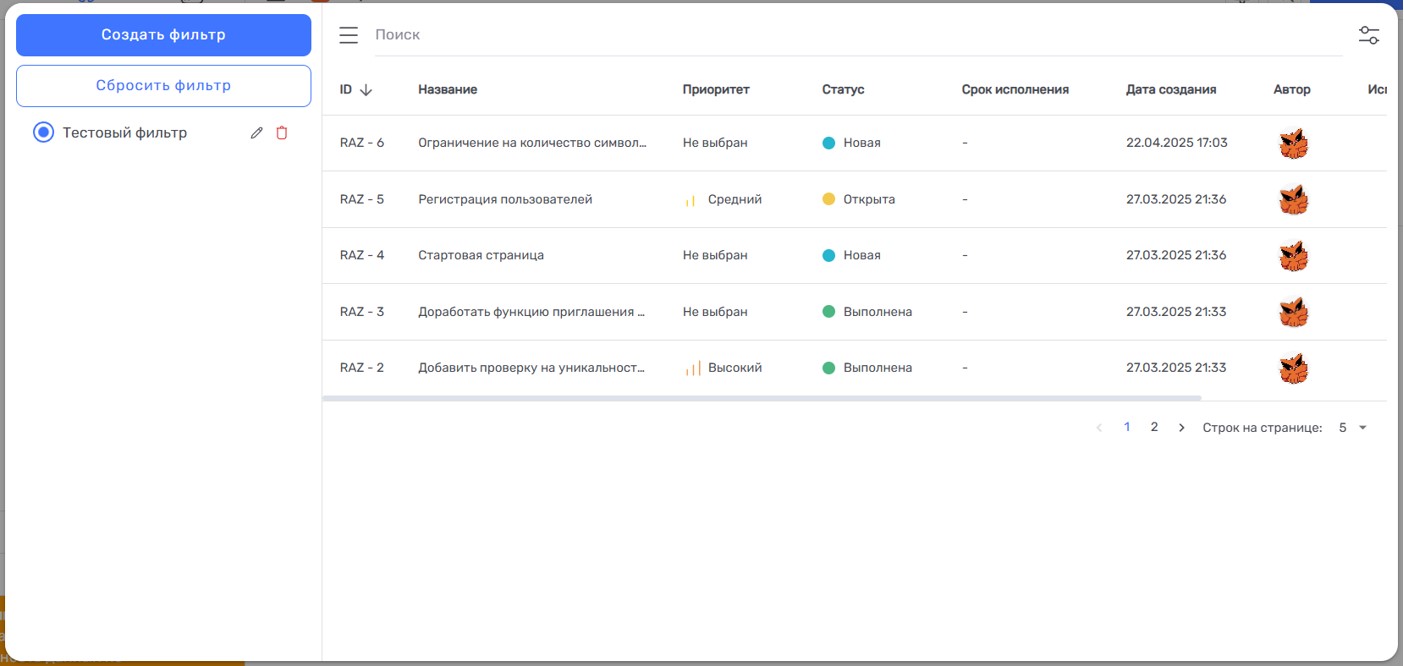 Создать фильтр
Сбросить фильтр
Тестовый фильтр
Поиск
ID Название Приоритет Статус Срок исполнения Дата создания Автор
RAZ - 6 Ограничение на количество символ... Не выбран Новая - 22.04.2025 17:03
RAZ - 5 Регистрация пользователей Средний Открыта - 27.03.2025 21:36
RAZ - 4 Стартовая страница Не выбран Новая - 27.03.2025 21:36
RAZ - 3 Доработать функцию приглашения ... Не выбран Выполнена - 27.03.2025 21:33
RAZ - 2 Добавить проверку на уникальност... Высокий Выполнена - 27.03.2025 21:33
1 2 Строк на странице: 5